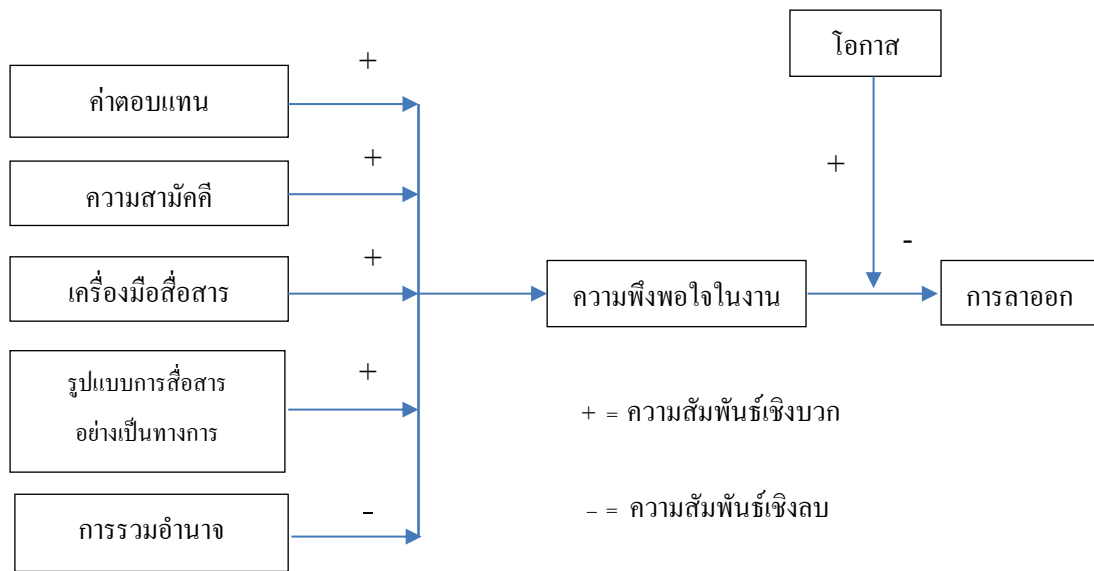 โอกาส
+
ค่าตอบแทน
+
ความสามัคคี
+
+
เครื่องมือสื่อสาร
-
ความพึงพอใจในงาน
การลาออก
+
รูปแบบการสื่อสาร
อย่างเป็นทางการ
+ = ความสัมพันธ์เชิงบวก
-
การรวมอำนาจ
- = ความสัมพันธ์เชิงลบ